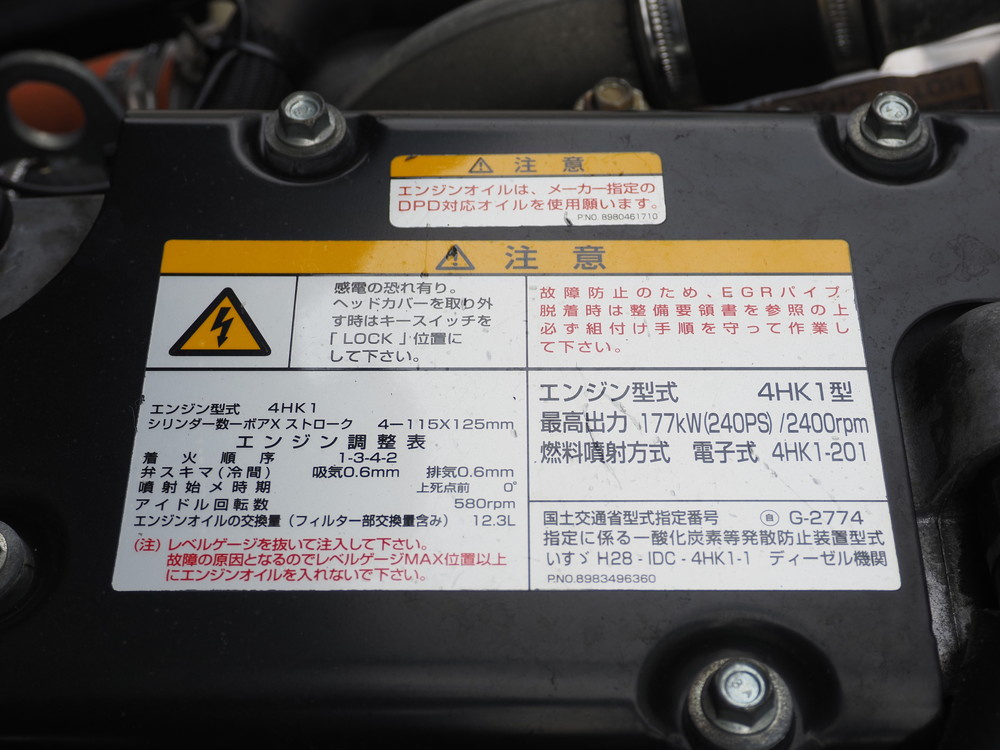 注意
エンジンオイルは、メーカー指定の
DPD対応オイルを使用願います。
P.NO. 8980461710
注意
感電の恐れ有り。
ヘッドカバーを取り外
す時はキースイッチを
「LOCK」位置に
して下さい。
故障防止のため、EGRパイプ
脱着時は整備要領書を参照の上
必ず組付け手順を守って作業し
て下さい。
エンジン型式 4HK1
シリンダー数ーボアX ストローク 4ー115X125mm
エンジン調整表
着火順序 1-3-4-2
弁スキマ(冷間) 吸気0.6mm 排気0.6mm
噴射始メ時期 上死点前 0°
アイドル回転数 580rpm
エンジンオイルの交換量(フィルター部交換量含み) 12.3L
(注) レベルゲージを抜いて注入して下さい。
故障の原因となるのでレベルゲージMAX位置以上
にエンジンオイルを入れないで下さい。
エンジン型式 4HK1型
最高出力 177kW(240PS) /2400rpm
燃料噴射方式 電子式 4HK1-201
国土交通省型式指定番号 自 G-2774
指定に係る一酸化炭素等発散防止装置型式
いすゞ H28 - IDC - 4HK1-1 ディーゼル機関
P.NO.8983496360